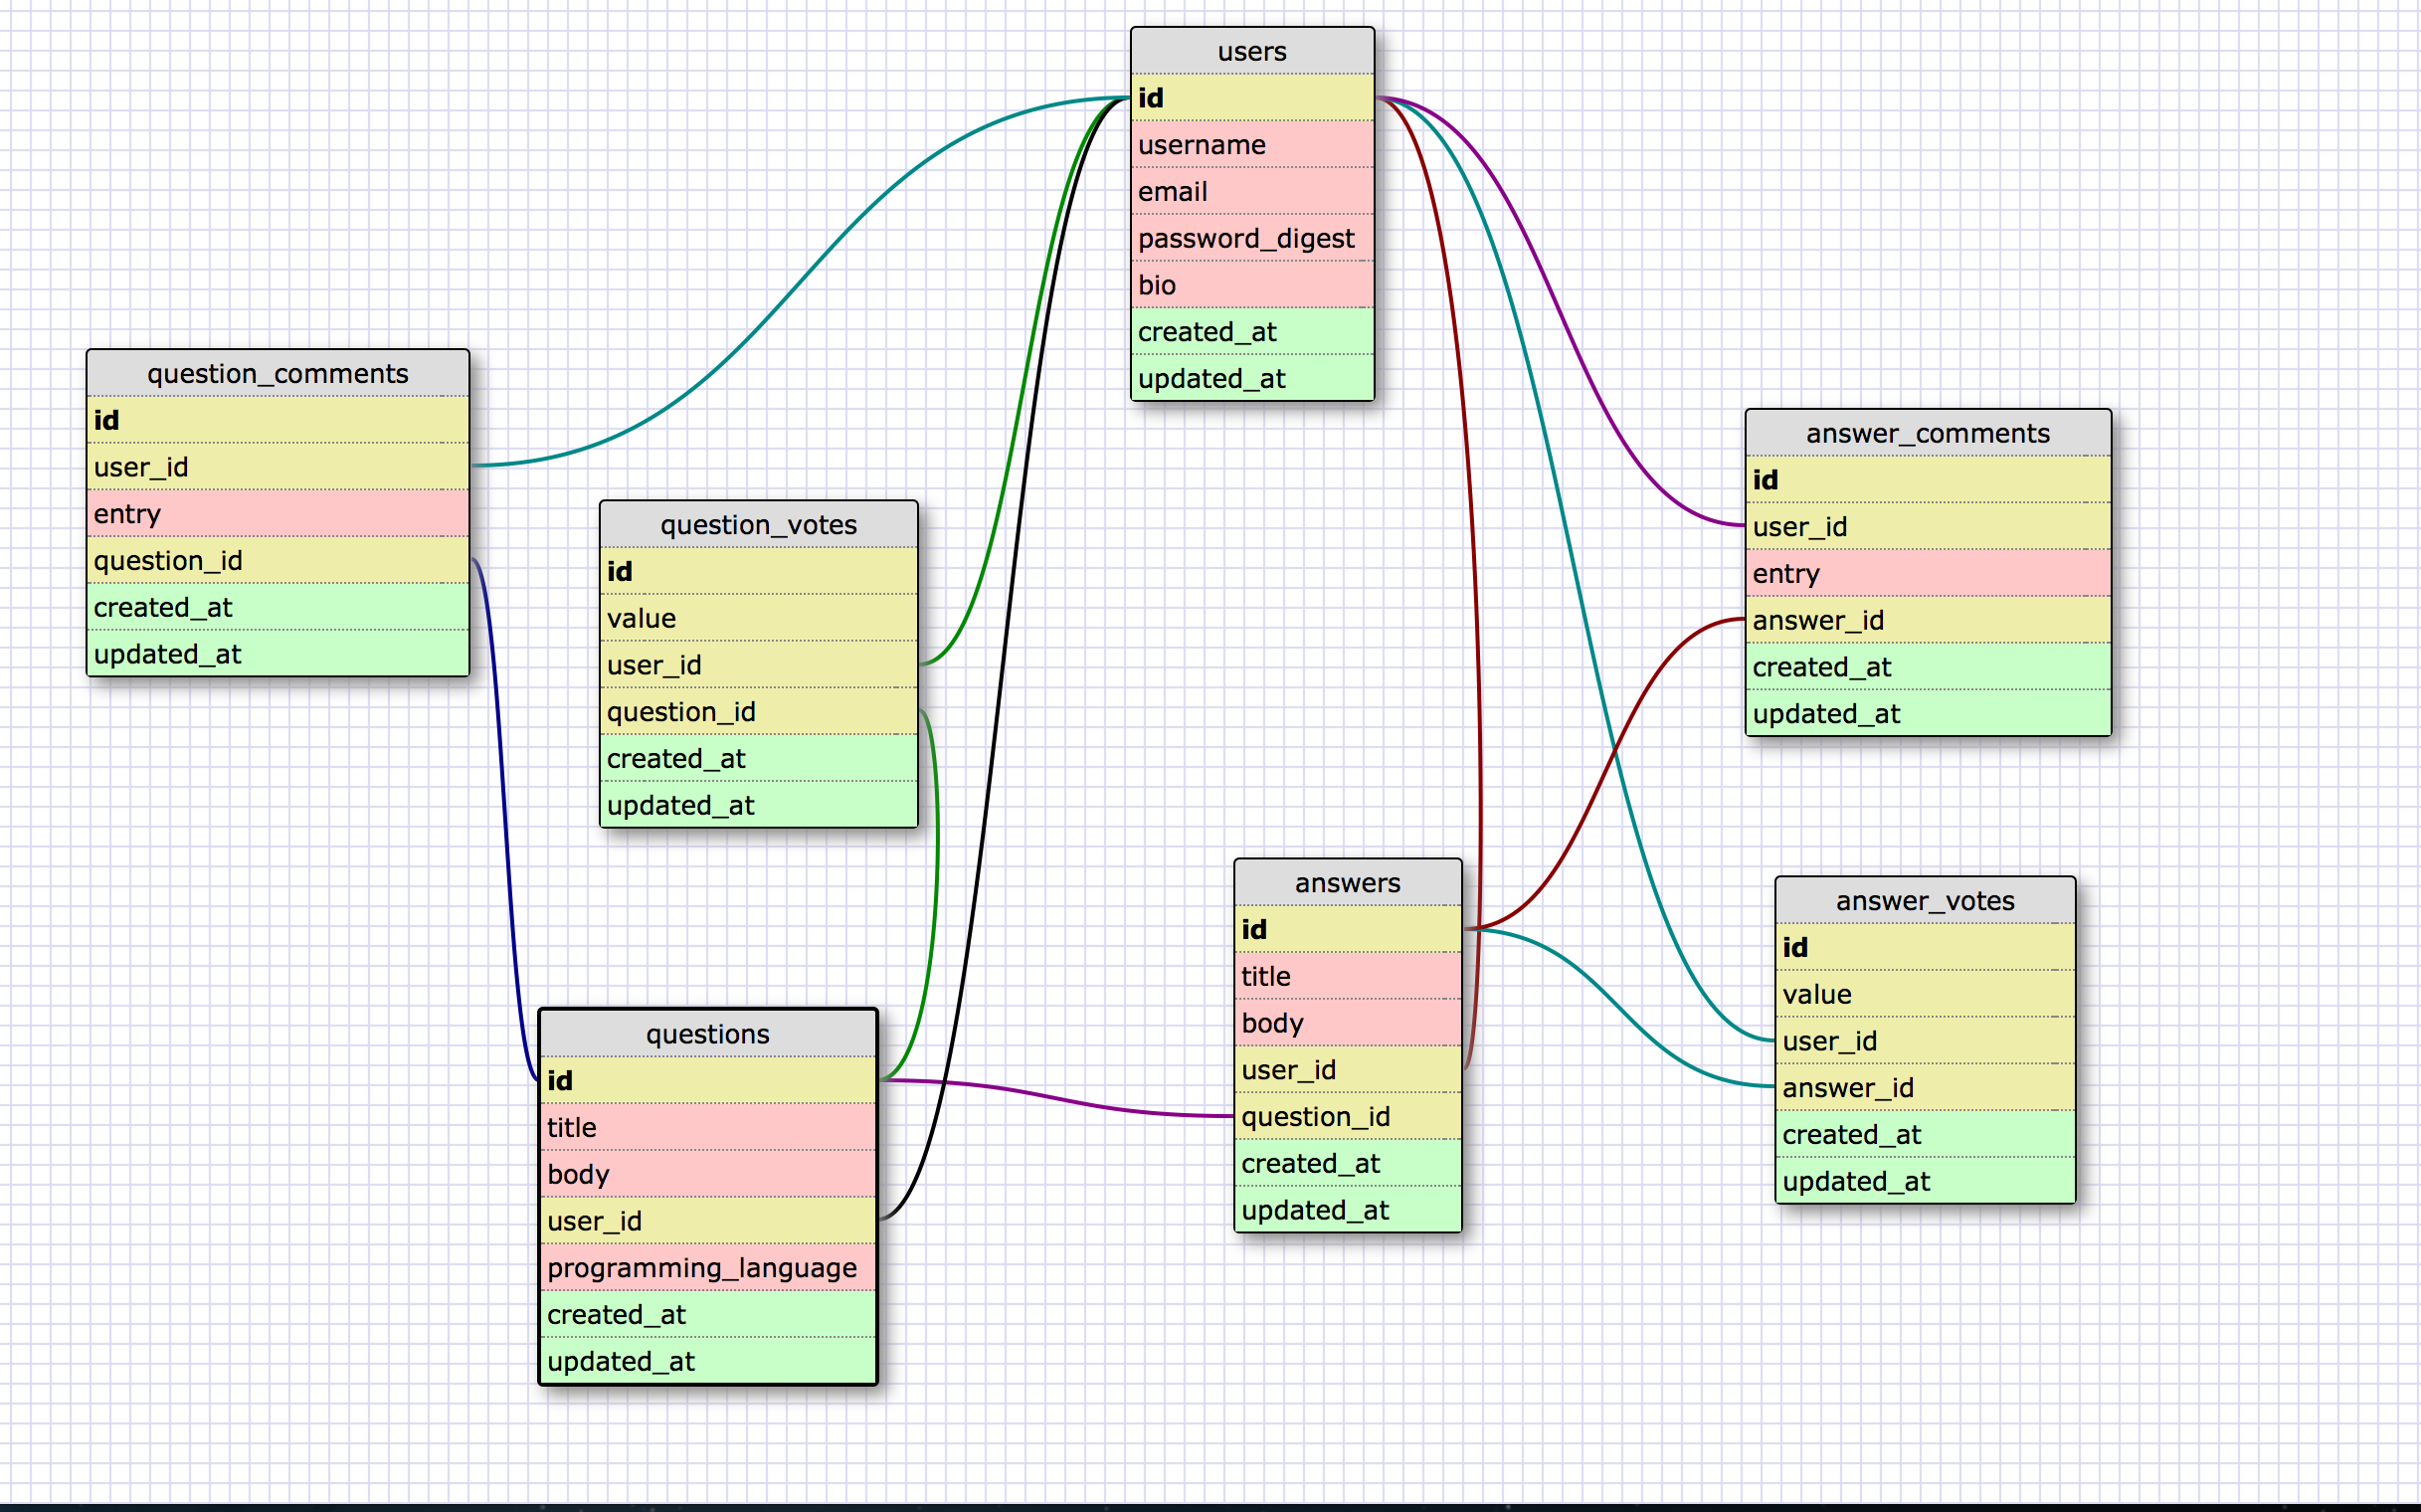 users
id
username
email
password_digest
bio
created_at
updated_at
question_comments
id
user_id
entry
question_id
created_at
updated_at
question_votes
id
value
user_id
question_id
created_at
updated_at
answer_comments
id
user_id
entry
answer_id
created_at
updated_at
answers
id
title
body
user_id
question_id
created_at
updated_at
answer_votes
id
value
user_id
answer_id
created_at
updated_at
questions
id
title
body
user_id
programming_language
created_at
updated_at